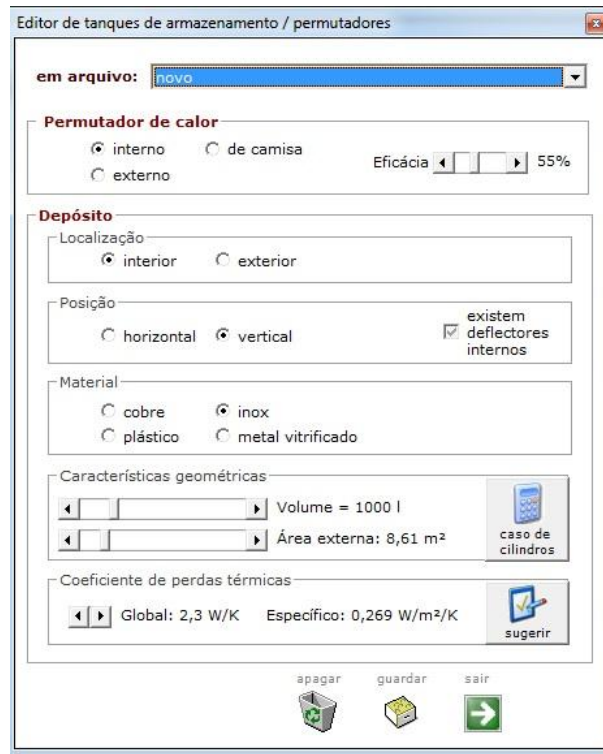 Editor de tanques de armazenamento / permutadores
em arquivo: novo
Permutador de calor
interno de camisa
externo
Eficácia 55%
Depósito
Localização
interior exterior
Posição
horizontal vertical
existem
deflectores
internos
Material
cobre inox
plástico metal vitrificado
Características geométricas
Volume = 1000 l
Área externa: 8,61 m²
caso de
cilindros
Coeficiente de perdas térmicas
Global: 2,3 W/K Específico: 0,269 W/m²/K
sugerir
apagar guardar sair